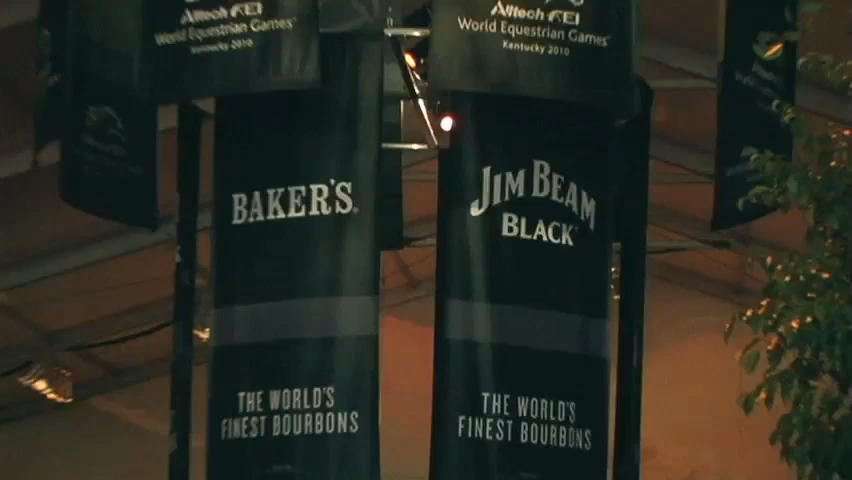 Alltech FEI
World Equestrian Games
Kentucky 2010
Alltech FEI
World Equestrian Games
Kentucky 2010
BAKER'S
JIM BEAM
BLACK
THE WORLD'S
FINEST BOURBONS
THE WORLD'S
FINEST BOURBONS